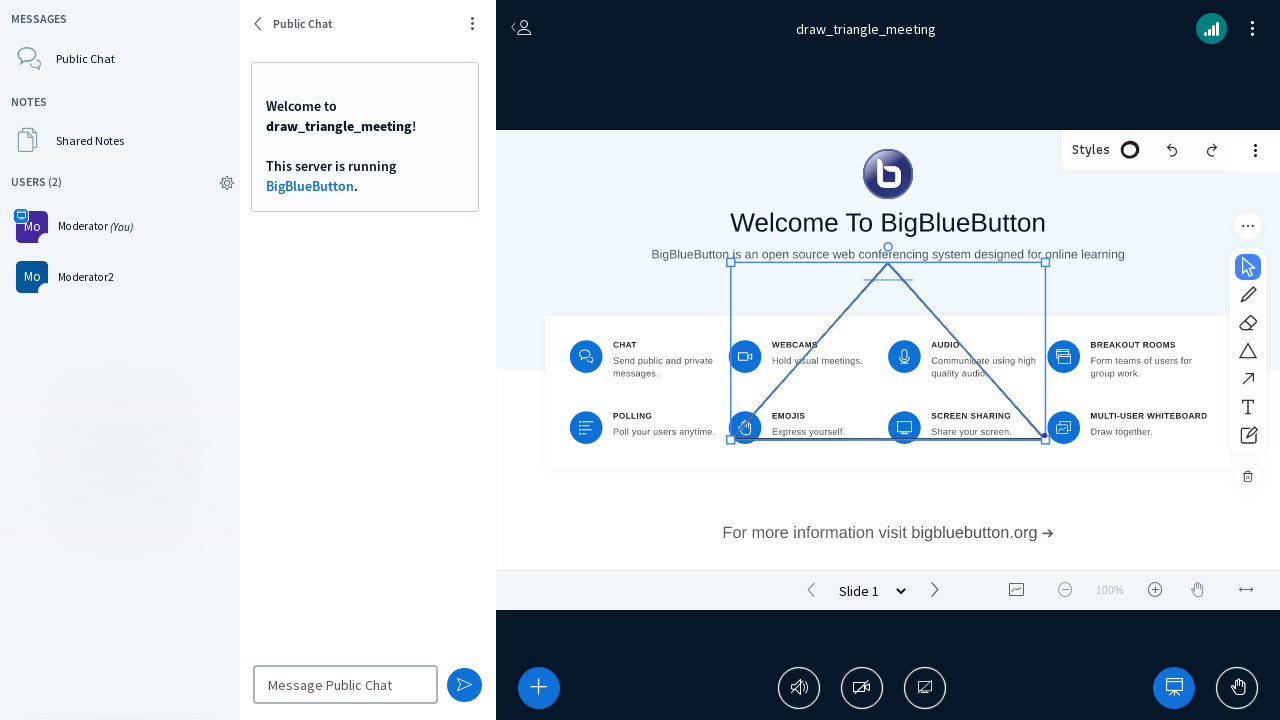 MESSAGES
Public Chat
NOTES
Shared Notes
USERS (2)
Mo
Moderator (You)
Mo
Moderator2
Public Chat
Welcome to
draw_triangle_meeting!
This server is running
BigBlueButton.
Message Public Chat
draw_triangle_meeting
Styles
Welcome To BigBlueButton
BigBlueButton is an open source web conferencing system designed for online learning
CHAT
Send public and private
messages.
WEBCAMS
Hold visual meetings.
AUDIO
Communicate using high
quality audio.
BREAKOUT ROOMS
Form teams of users for
group work.
POLLING
Poll your users anytime.
EMOJIS
Express yourself.
SCREEN SHARING
Share your screen.
MULTI-USER WHITEBOARD
Draw together.
For more information visit bigbluebutton.org →
Slide 1
100%